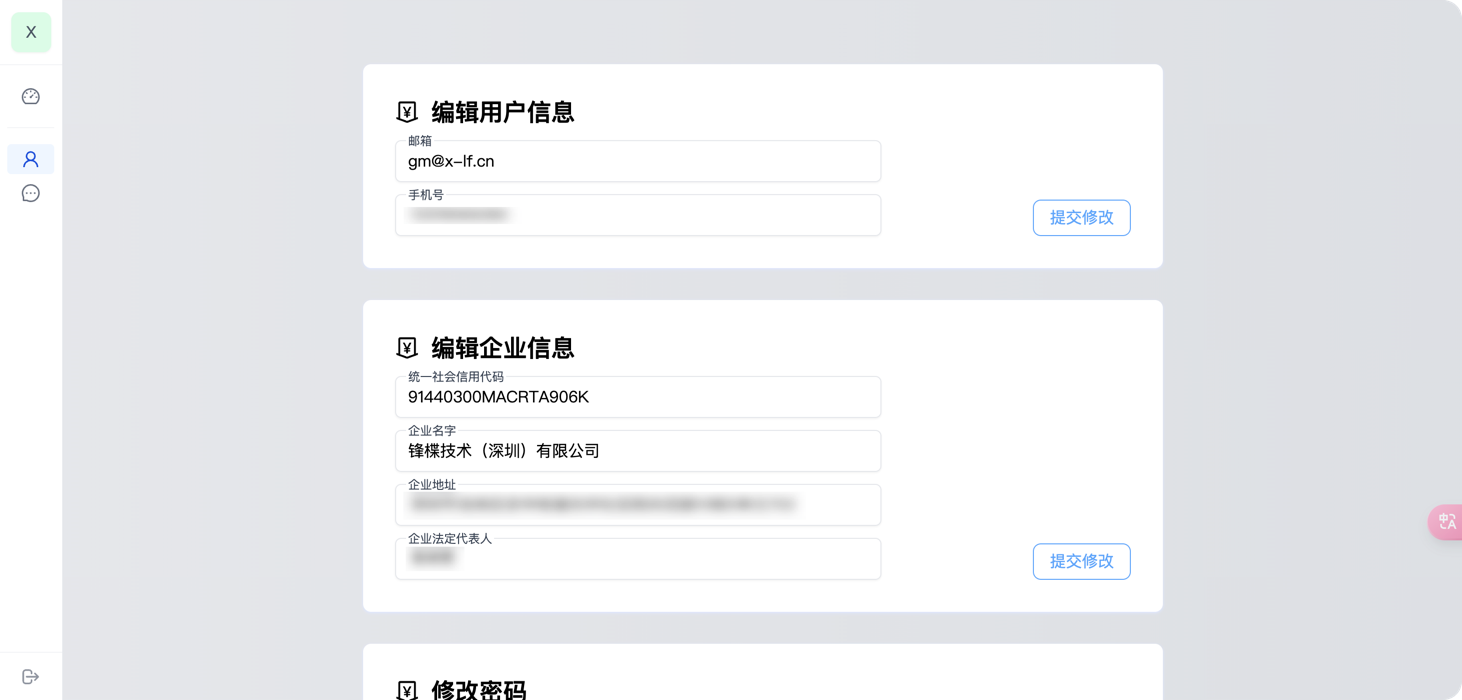 X
编辑用户信息
邮箱
gm@x-lf.cn
手机号
提交修改
编辑企业信息
统一社会信用代码
91440300MACRTA906K
企业名字
锋楪技术（深圳）有限公司
企业地址
企业法定代表人
提交修改
修改密码